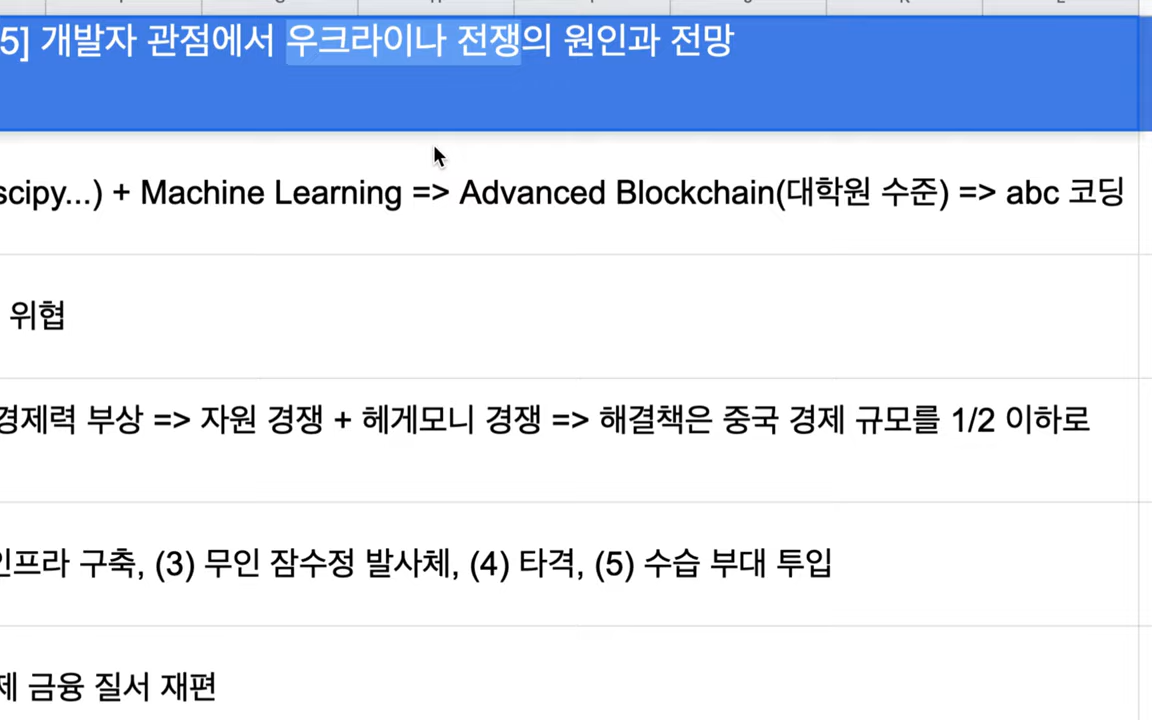 5] 개발자 관점에서 우크라이나 전쟁의 원인과 전망
scipy...) + Machine Learning => Advanced Blockchain(대학원 수준) => abc 코딩
위협
경제력 부상 => 자원 경쟁 + 헤게모니 경쟁 => 해결책은 중국 경제 규모를 1/2 이하로
인프라 구축, (3) 무인 잠수정 발사체, (4) 타격, (5) 수습 부대 투입
제 금융 질서 재편